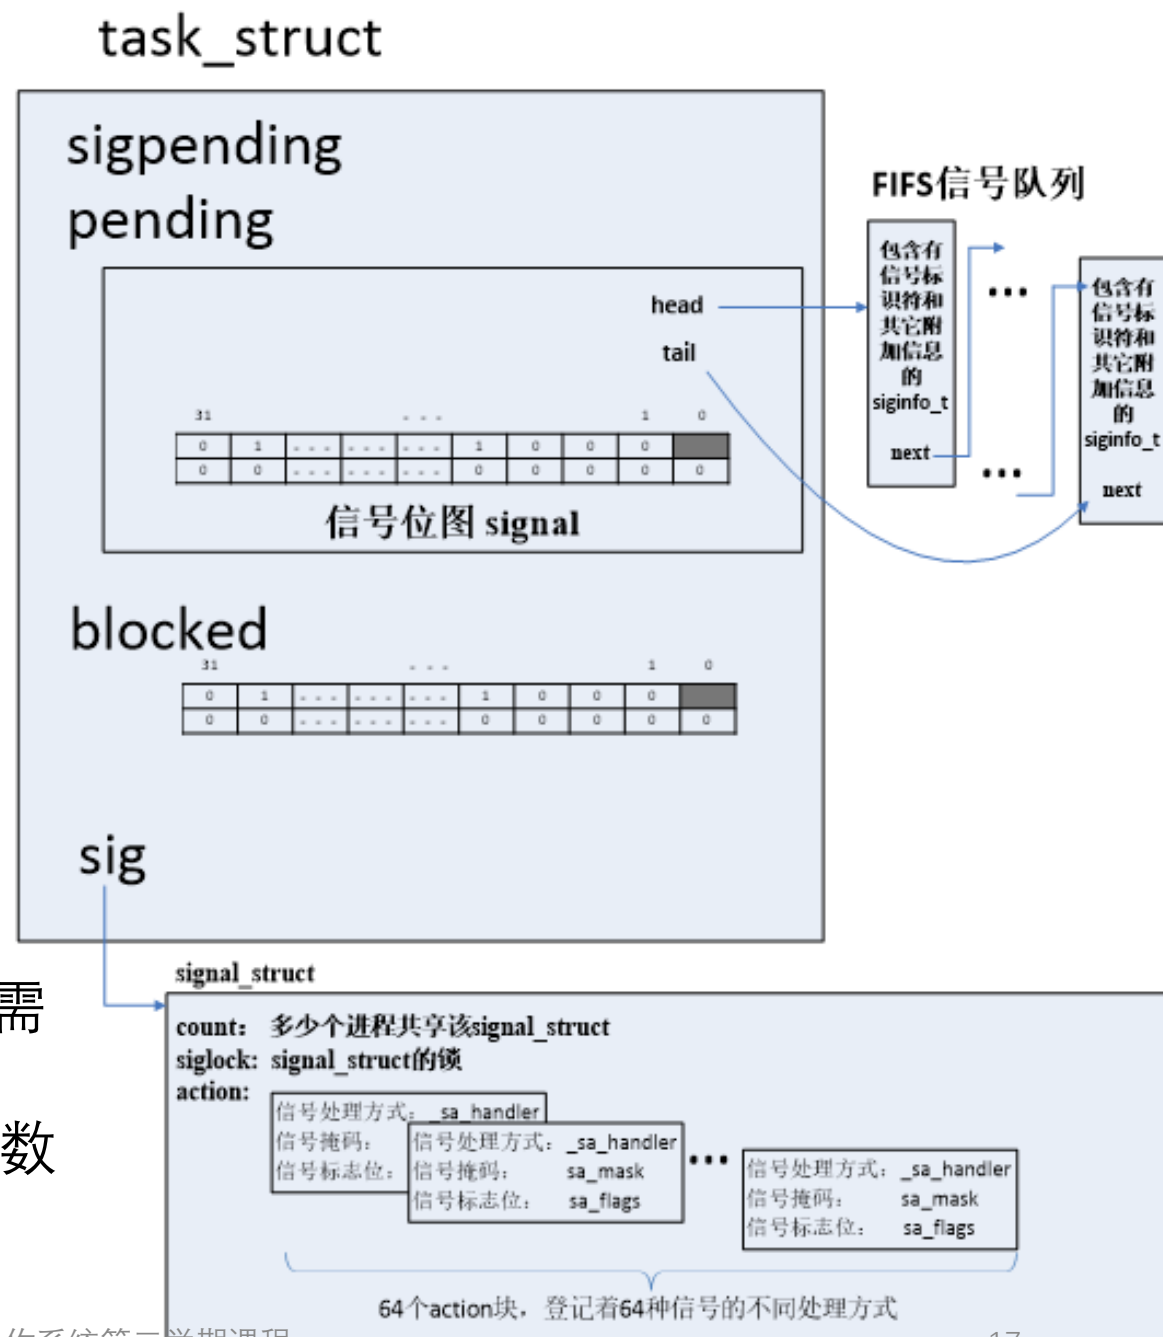 task_struct
sigpending
pending
FIFS信号队列
head
tail
包含有
信号标
识符和
其它附
加信息
的
siginfo_t
next
...
...
包含有
信号标
识符和
其它附
加信息
的
siginfo_t
next
31 - - - 1 0
0 1 - - - - - - - - - 1 0 0 0
0 0 - - - - - - - - - 0 0 0 0 0
信号位图 signal
blocked
31 - - - 1 0
0 1 - - - - - - - - - 1 0 0 0
0 0 - - - - - - - - - 0 0 0 0 0
sig
需
数
signal_struct
count: 多少个进程共享该signal_struct
siglock: signal_struct的锁
action:
信号处理方式: _sa_handler
信号掩码:
信号标志位:
信号处理方式: _sa_handler
信号掩码: sa_mask
信号标志位: sa_flags
...
信号处理方式: _sa_handler
信号掩码: sa_mask
信号标志位: sa_flags
64个action块，登记着64种信号的不同处理方式